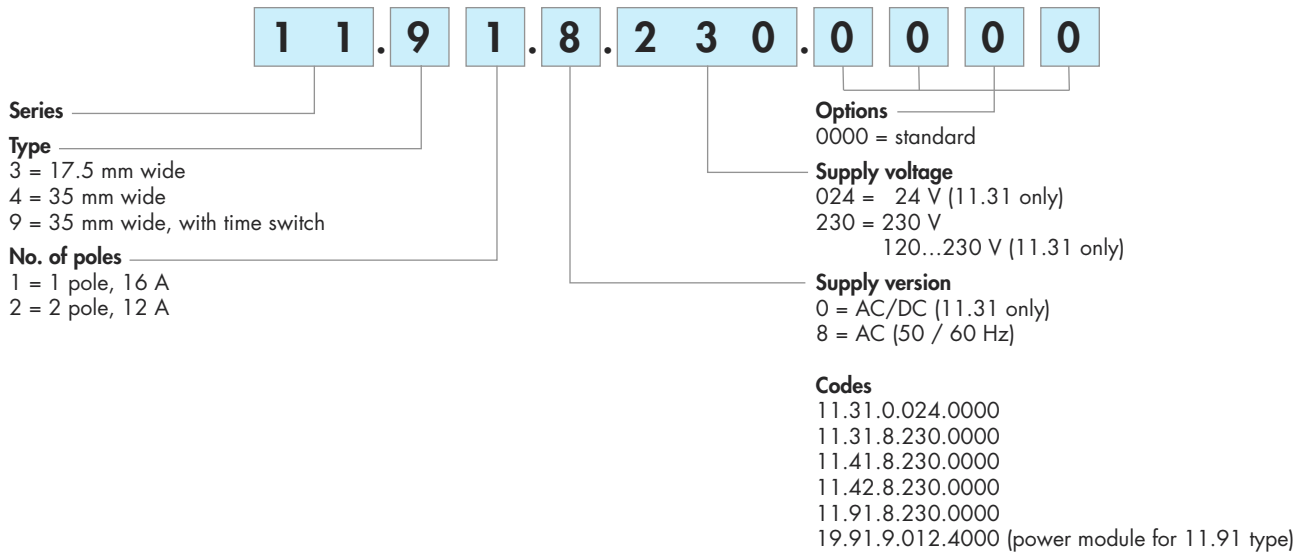 1 1 . 9 1 . 8 . 2 3 0 . 0 0 0 0
Series
Type
3 = 17.5 mm wide
4 = 35 mm wide
9 = 35 mm wide, with time switch
No. of poles
1 = 1 pole, 16 A
2 = 2 pole, 12 A
Options
0000 = standard
Supply voltage
024 = 24 V (11.31 only)
230 = 230 V
120...230 V (11.31 only)
Supply version
0 = AC/DC (11.31 only)
8 = AC (50 / 60 Hz)
Codes
11.31.0.024.0000
11.31.8.230.0000
11.41.8.230.0000
11.42.8.230.0000
11.91.8.230.0000
19.91.9.012.4000 (power module for 11.91 type)